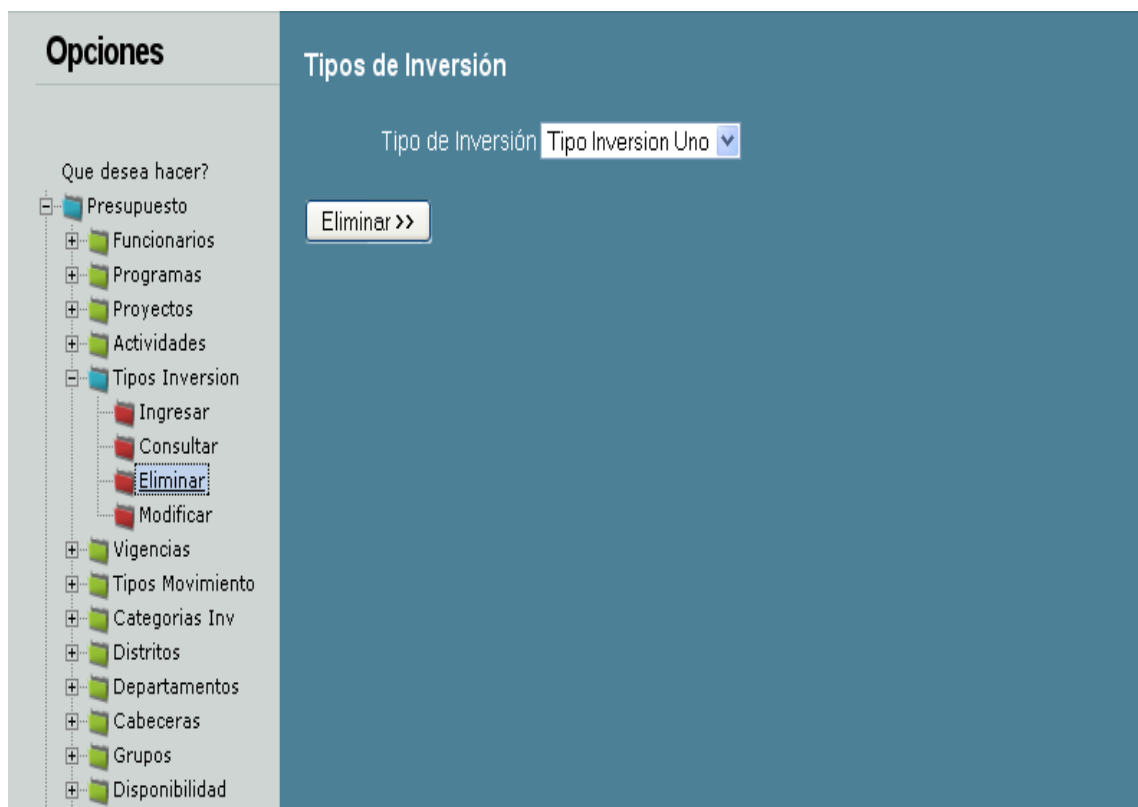 Opciones
Que desea hacer?
Presupuesto
Funcionarios
Programas
Proyectos
Actividades
Tipos Inversion
Ingresar
Consultar
Eliminar
Modificar
Vigencias
Tipos Movimiento
Categorias Inv
Distritos
Departamentos
Cabeceras
Grupos
Disponibilidad
Tipos de Inversión
Tipo de Inversión Tipo Inversion Uno
Eliminar >>